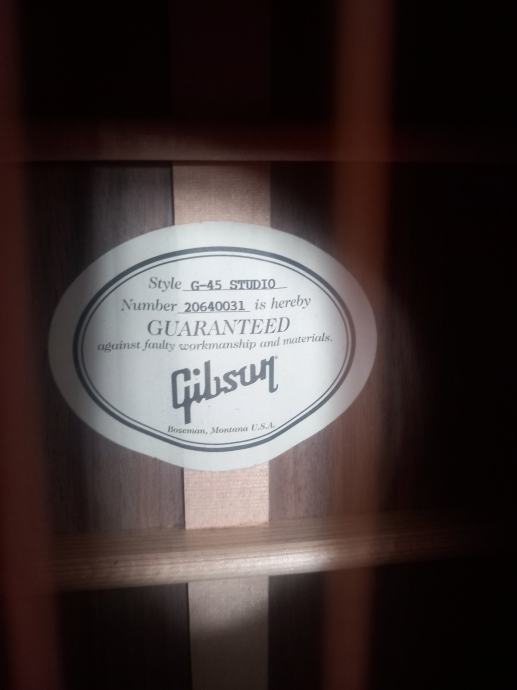 Style G-45 STUDIO
Number 20640031 is hereby
GUARANTEED
against faulty workmanship and materials.
Gibson
Bozeman, Montana U.S.A.